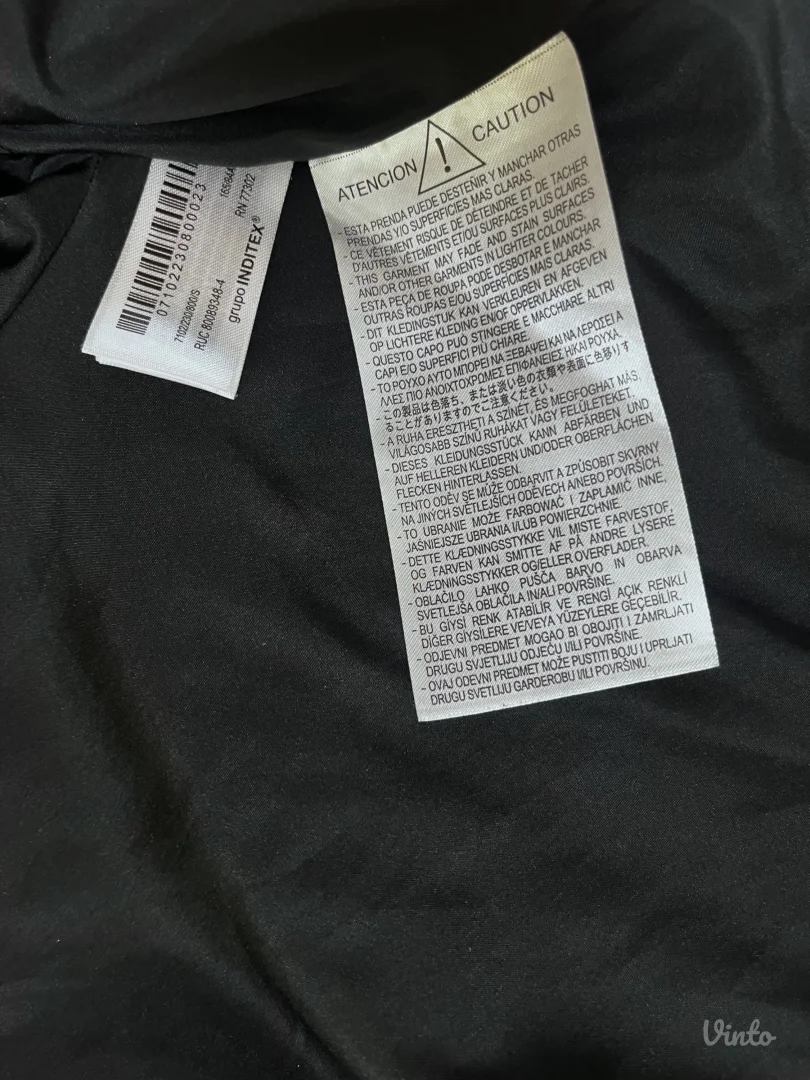 07102230800023
7102/230/800/S
RUC 80089348-4
grupo INDITEX®
RN 77302
ATENCION ! CAUTION
- ESTA PRENDA PUEDE DESTEÑIR Y MANCHAR OTRAS
PRENDAS Y/O SUPERFICIES MAS CLARAS.
- CE VÊTEMENT RISQUE DE DÉTEINDRE ET DE TACHER
D'AUTRES VÊTEMENTS ET/OU SURFACES PLUS CLAIRS.
- THIS GARMENT MAY FADE AND STAIN SURFACES
AND/OR OTHER GARMENTS IN LIGHTER COLOURS.
- ESTA PEÇA DE ROUPA PODE DESBOTAR E MANCHAR
OUTRAS ROUPAS E/OU SUPERFÍCIES MAIS CLARAS.
- DIT KLEDINGSTUK KAN VERKLEUREN EN AFGEVEN
OP LICHTERE KLEDING EN/OF OPPERVLAKKEN.
- QUESTO CAPO PUÒ STINGERE E MACCHIARE ALTRI
CAPI E/O SUPERFICI PIÙ CHIARE.
- ΤΟ ΡΟΥΧΟ ΑΥΤΟ ΜΠΟΡΕΙ ΝΑ ΞΕΒΑΨΕΙ ΚΑΙ ΝΑ ΛΕΡΩΣΕΙ Α
ΛΛΕΣ ΠΙΟ ΑΝΟΙΧΤΟΧΡΩΜΕΣ ΕΠΙΦΑΝΕΙΕΣ Η/ΚΑΙ ΡΟΥΧΑ.
- この製品は色落ち、または淡い色の衣類や表面に色移りす
ることがありますのでご注意ください。
- A RUHA ERESZTHETI A SZÍNÉT, ÉS MEGFOGHAT MÁS,
VILÁGOSABB SZÍNŰ RUHÁKAT VAGY FELÜLETEKET.
- DIESES KLEIDUNGSSTÜCK KANN ABFÄRBEN UND
AUF HELLEREN KLEIDERN UND/ODER OBERFLÄCHEN
FLECKEN HINTERLASSEN.
- TENTO ODĚV SE MŮŽE ODBARVIT A ZPŮSOBIT SKVRNY
NA JINÝCH SVĚTLEJŠÍCH ODĚVECH A/NEBO POVRŠÍCH.
- TO UBRANIE MOŻE FARBOWAĆ I ZAPLAMIĆ INNE,
JAŚNIEJSZE UBRANIA I/LUB POWIERZCHNIE.
- DETTE KLÆDNINGSSTYKKE VIL MISTE FARVESTOF,
OG FARVEN KAN SMITTE AF PÅ ANDRE LYSERE
KLÆDNINGSSTYKKER OG/ELLER OVERFLADER.
- OBLAČILO LAHKO PUŠČA BARVO IN OBARVA
SVETLEJŠA OBLAČILA IN/ALI POVRŠINE.
- BU GİYSİ RENK ATABİLİR VE RENGİ AÇIK RENKLİ
DİĞER GİYSİLERE VE/VEYA YÜZEYLERE GEÇEBİLİR.
- ODJEVNI PREDMET MOGAO BI OBOJITI I ZAMRLJATI
DRUGU SVJETLIJU ODJEĆU I/ILI POVRŠINE.
- OVAJ ODEVNI PREDMET MOŽE PUSTITI BOJU I UPRLJATI
DRUGU SVETLIJU GARDEROBU I/ILI POVRŠINU.
Vinto